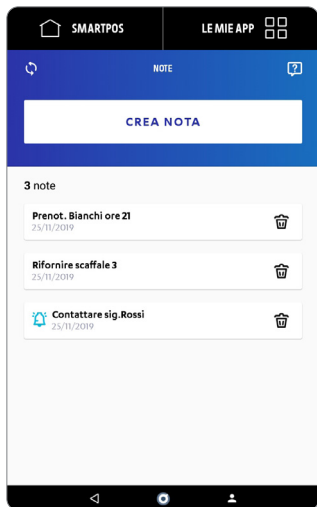 SMARTPOS
LE MIE APP
NOTE
CREA NOTA
3 note
Prenot. Bianchi ore 21
25/11/2019
Rifornire scaffale 3
25/11/2019
Contattare sig.Rossi
25/11/2019